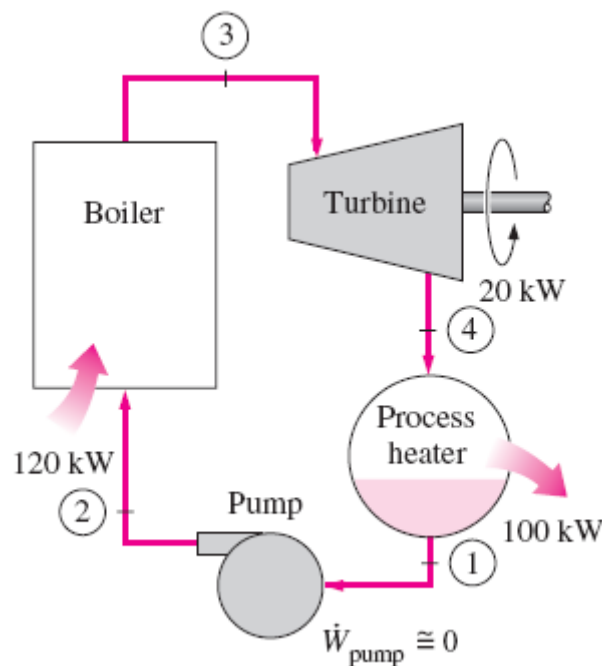 3
Boiler
Turbine
20 kW
4
Process
heater
120 kW
2
Pump
100 kW
1
Ẇpump ≅ 0